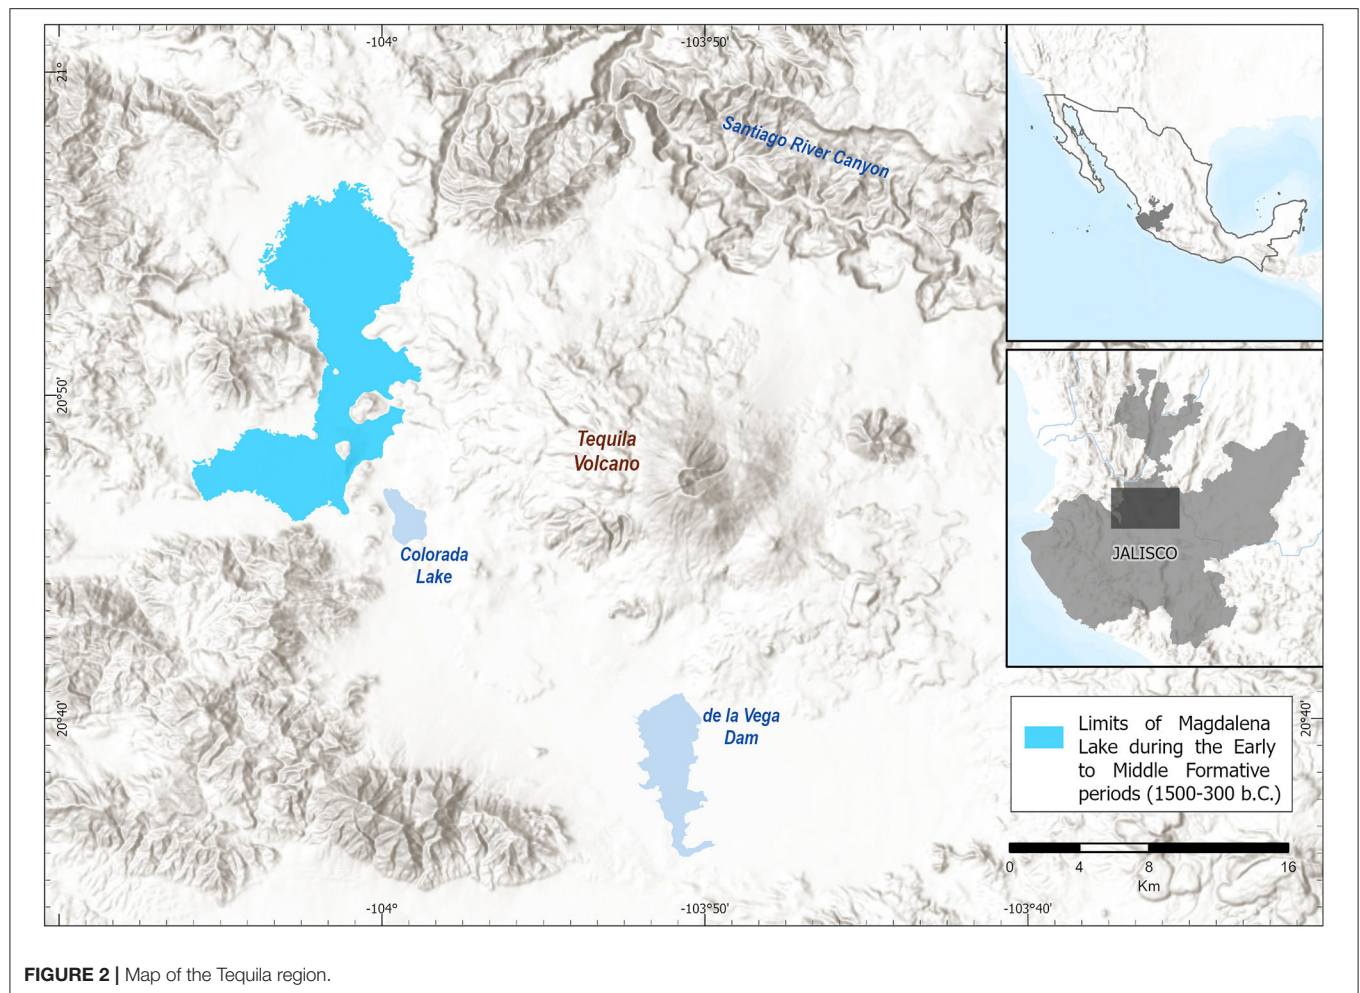 -104°
-103°50'
21°
Santiago River Canyon
20°50'
Tequila
Volcano
Colorada
Lake
JALISCO
de la Vega
Dam
20°40'
20°40'
Limits of Magdalena
Lake during the Early
to Middle Formative
periods (1500-300 b.C.)
0 4 8 16
Km
-104°
-103°50'
-103°40'
FIGURE 2 | Map of the Tequila region.